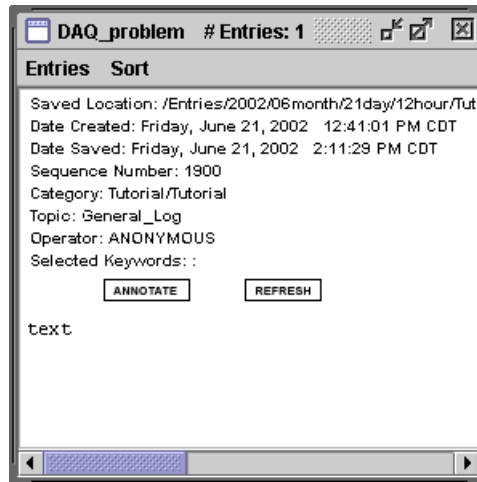 DAQ_problem # Entries: 1
Entries Sort
Saved Location: /Entries/2002/06month/21day/12hour/Tut
Date Created: Friday, June 21, 2002 12:41:01 PM CDT
Date Saved: Friday, June 21, 2002 2:11:29 PM CDT
Sequence Number: 1900
Category: Tutorial/Tutorial
Topic: General_Log
Operator: ANONYMOUS
Selected Keywords: :
ANNOTATE REFRESH
text